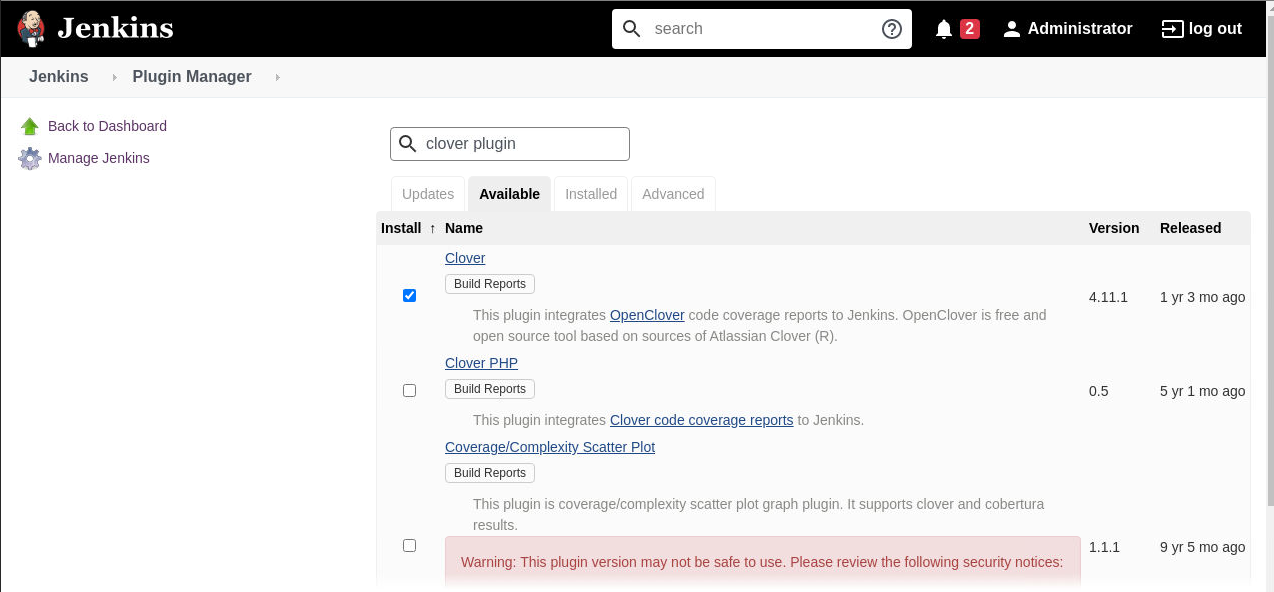 Jenkins
search
2
Administrator
log out
Jenkins
Plugin Manager
Back to Dashboard
Manage Jenkins
clover plugin
Updates
Available
Installed
Advanced
Install ↑ Name Version Released
Clover
Build Reports
This plugin integrates OpenClover code coverage reports to Jenkins. OpenClover is free and
open source tool based on sources of Atlassian Clover (R).
4.11.1
1 yr 3 mo ago
Clover PHP
Build Reports
This plugin integrates Clover code coverage reports to Jenkins.
0.5
5 yr 1 mo ago
Coverage/Complexity Scatter Plot
Build Reports
This plugin is coverage/complexity scatter plot graph plugin. It supports clover and cobertura
results.
Warning: This plugin version may not be safe to use. Please review the following security notices:
1.1.1
9 yr 5 mo ago